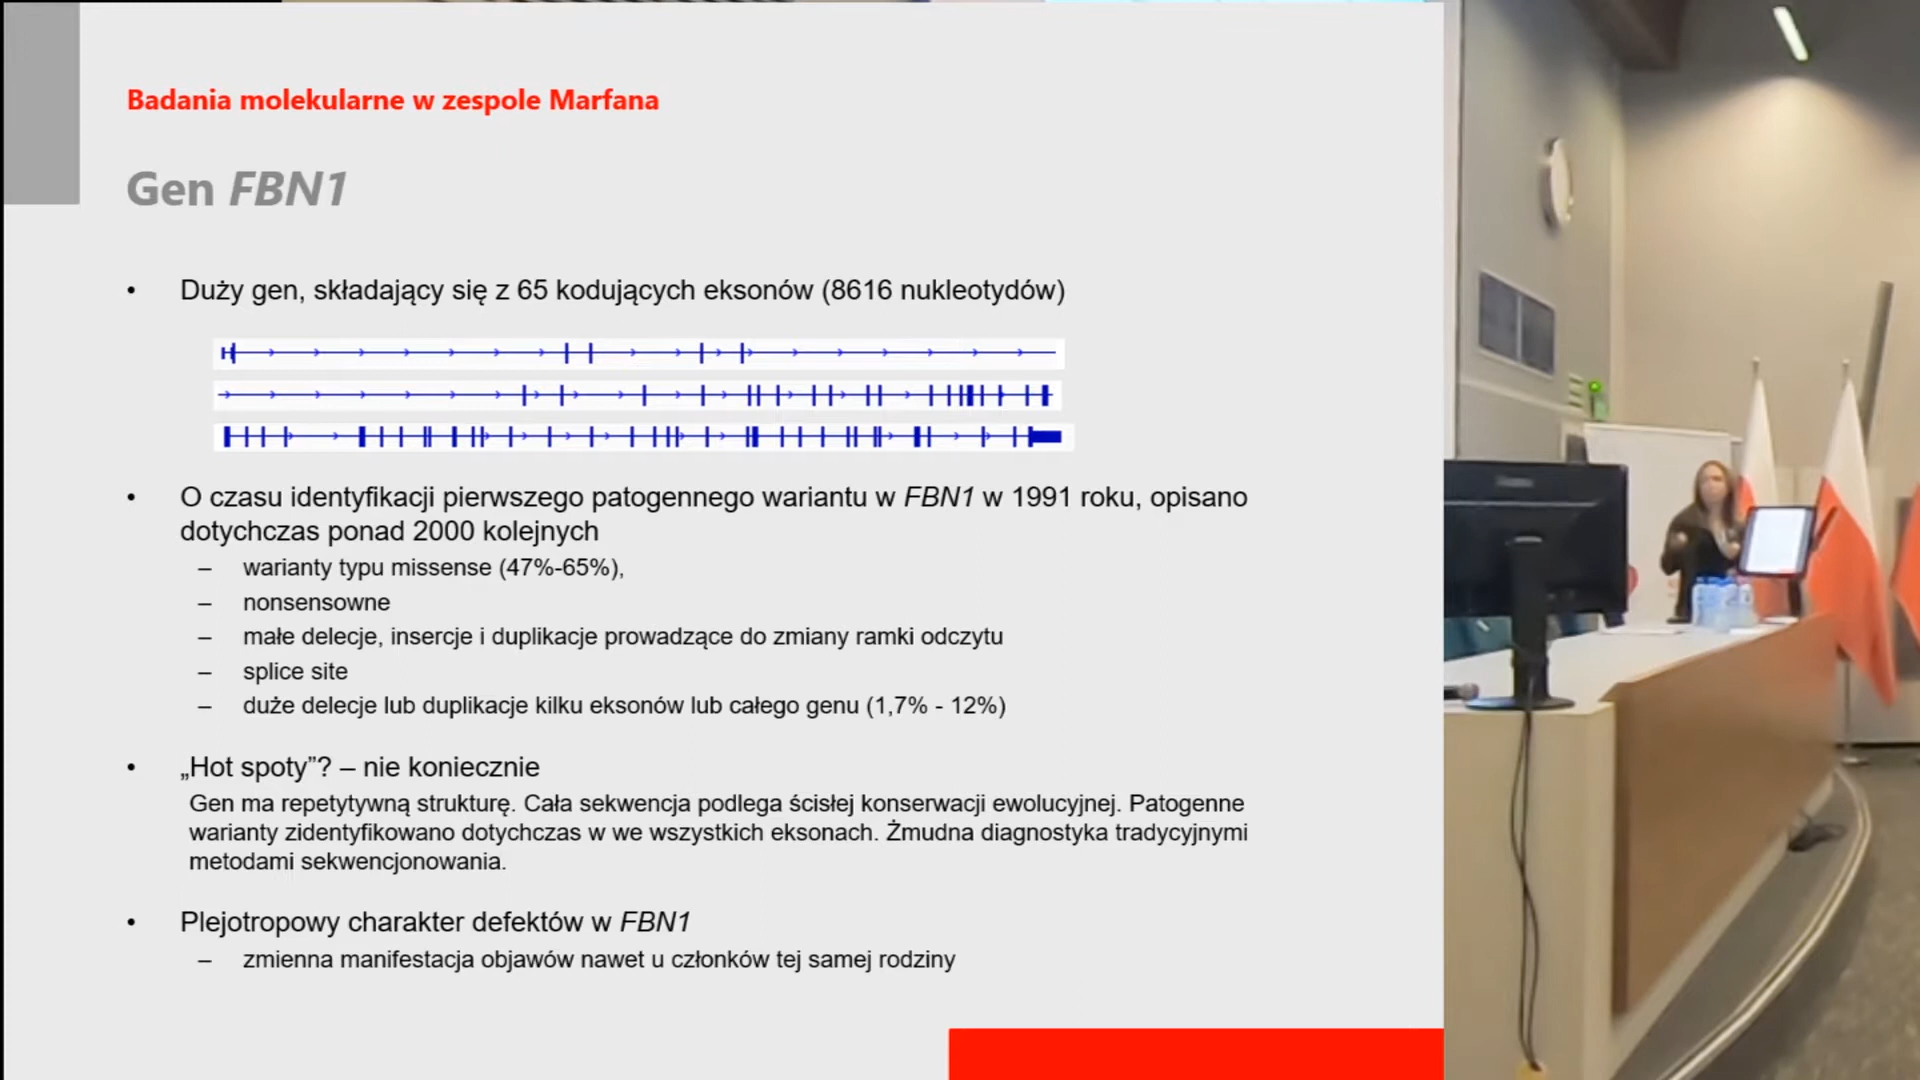 Badania molekularne w zespole Marfana
Gen FBN1
• Duży gen, składający się z 65 kodujących eksonów (8616 nukleotydów)
• O czasu identyfikacji pierwszego patogennego wariantu w FBN1 w 1991 roku, opisano
dotychczas ponad 2000 kolejnych
– warianty typu missense (47%-65%),
– nonsensowne
– małe delecje, insercje i duplikacje prowadzące do zmiany ramki odczytu
– splice site
– duże delecje lub duplikacje kilku eksonów lub całego genu (1,7% - 12%)
• „Hot spoty”? – nie koniecznie
Gen ma repetytywną strukturę. Cała sekwencja podlega ścisłej konserwacji ewolucyjnej. Patogenne
warianty zidentyfikowano dotychczas w we wszystkich eksonach. Żmudna diagnostyka tradycyjnymi
metodami sekwencjonowania.
• Plejotropowy charakter defektów w FBN1
– zmienna manifestacja objawów nawet u członków tej samej rodziny